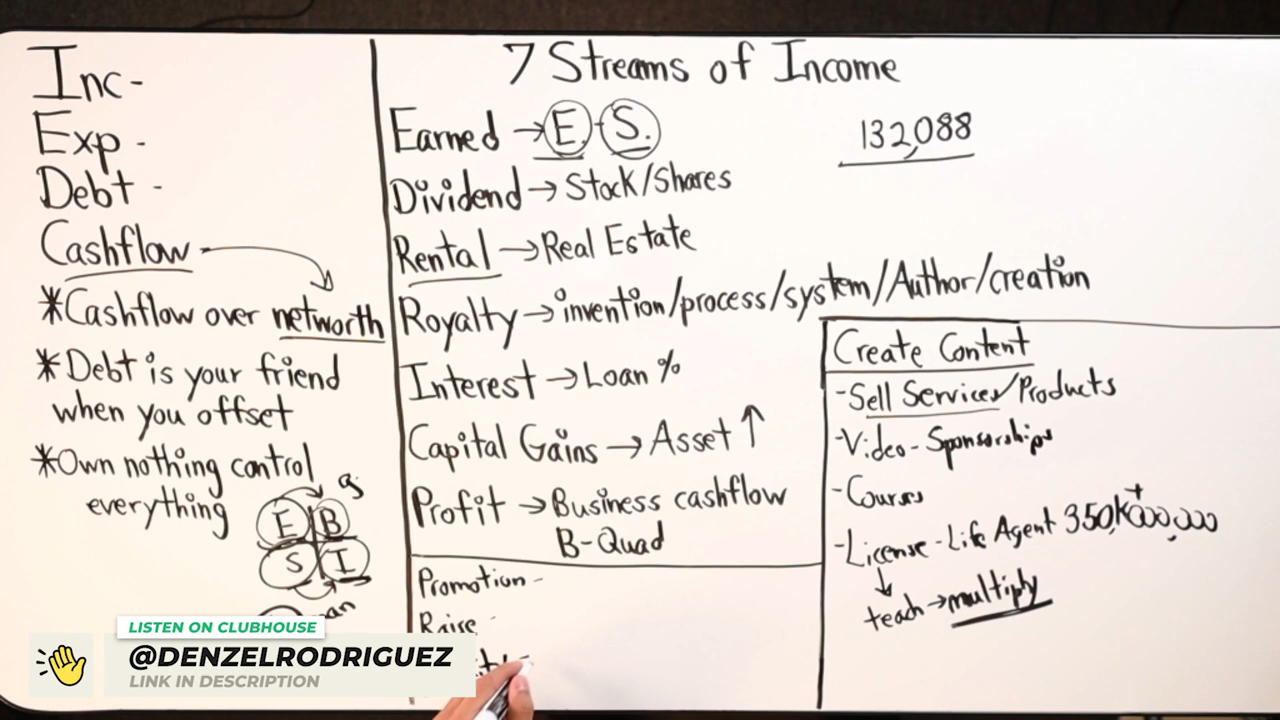 Inc -
Exp -
Debt -
Cashflow
*Cashflow over networth
*Debt is your friend
when you offset
*Own nothing control
everything
E B
S I
7 Streams of Income
132,088
Earned → E. S.
Dividend → Stock/Shares
Rental → Real Estate
Royalty → invention/process/system/Author/creation
Interest → Loan %
Capital Gains → Asset ↑
Profit → Business cashflow
B-Quad
Promotion -
Raise -
Create Content
- Sell Services/Products
- Video - Sponsorships
- Courses
- License - Life Agent 350K+
teach → multiply
LISTEN ON CLUBHOUSE
@DENZELRODRIGUEZ
LINK IN DESCRIPTION